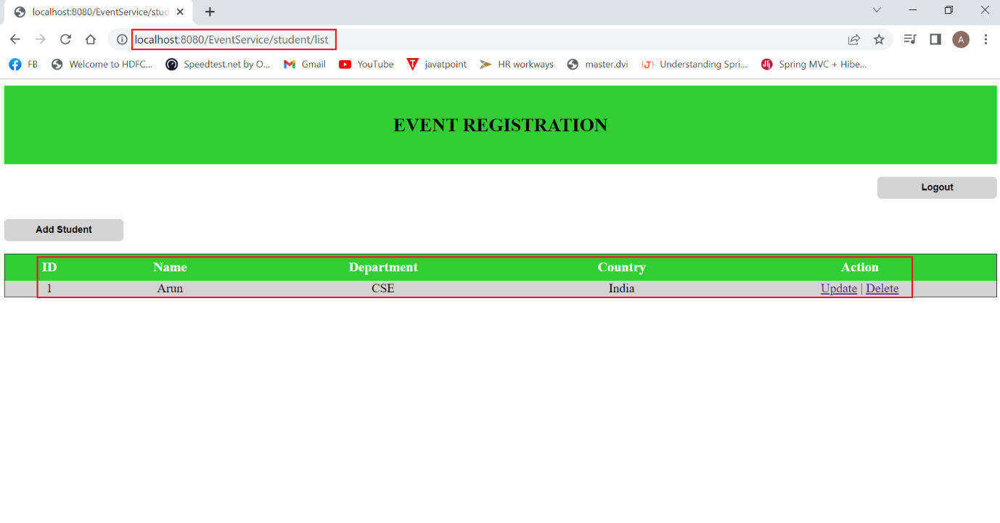 localhost:8080/EventService/stud
localhost:8080/EventService/student/list
A
FB Welcome to HDFC... Speedtest.net by O... Gmail YouTube javatpoint HR workways master.dvi Understanding Spri... Spring MVC + Hibe...
EVENT REGISTRATION
Logout
Add Student
ID Name Department Country Action
1 Arun CSE India Update | Delete